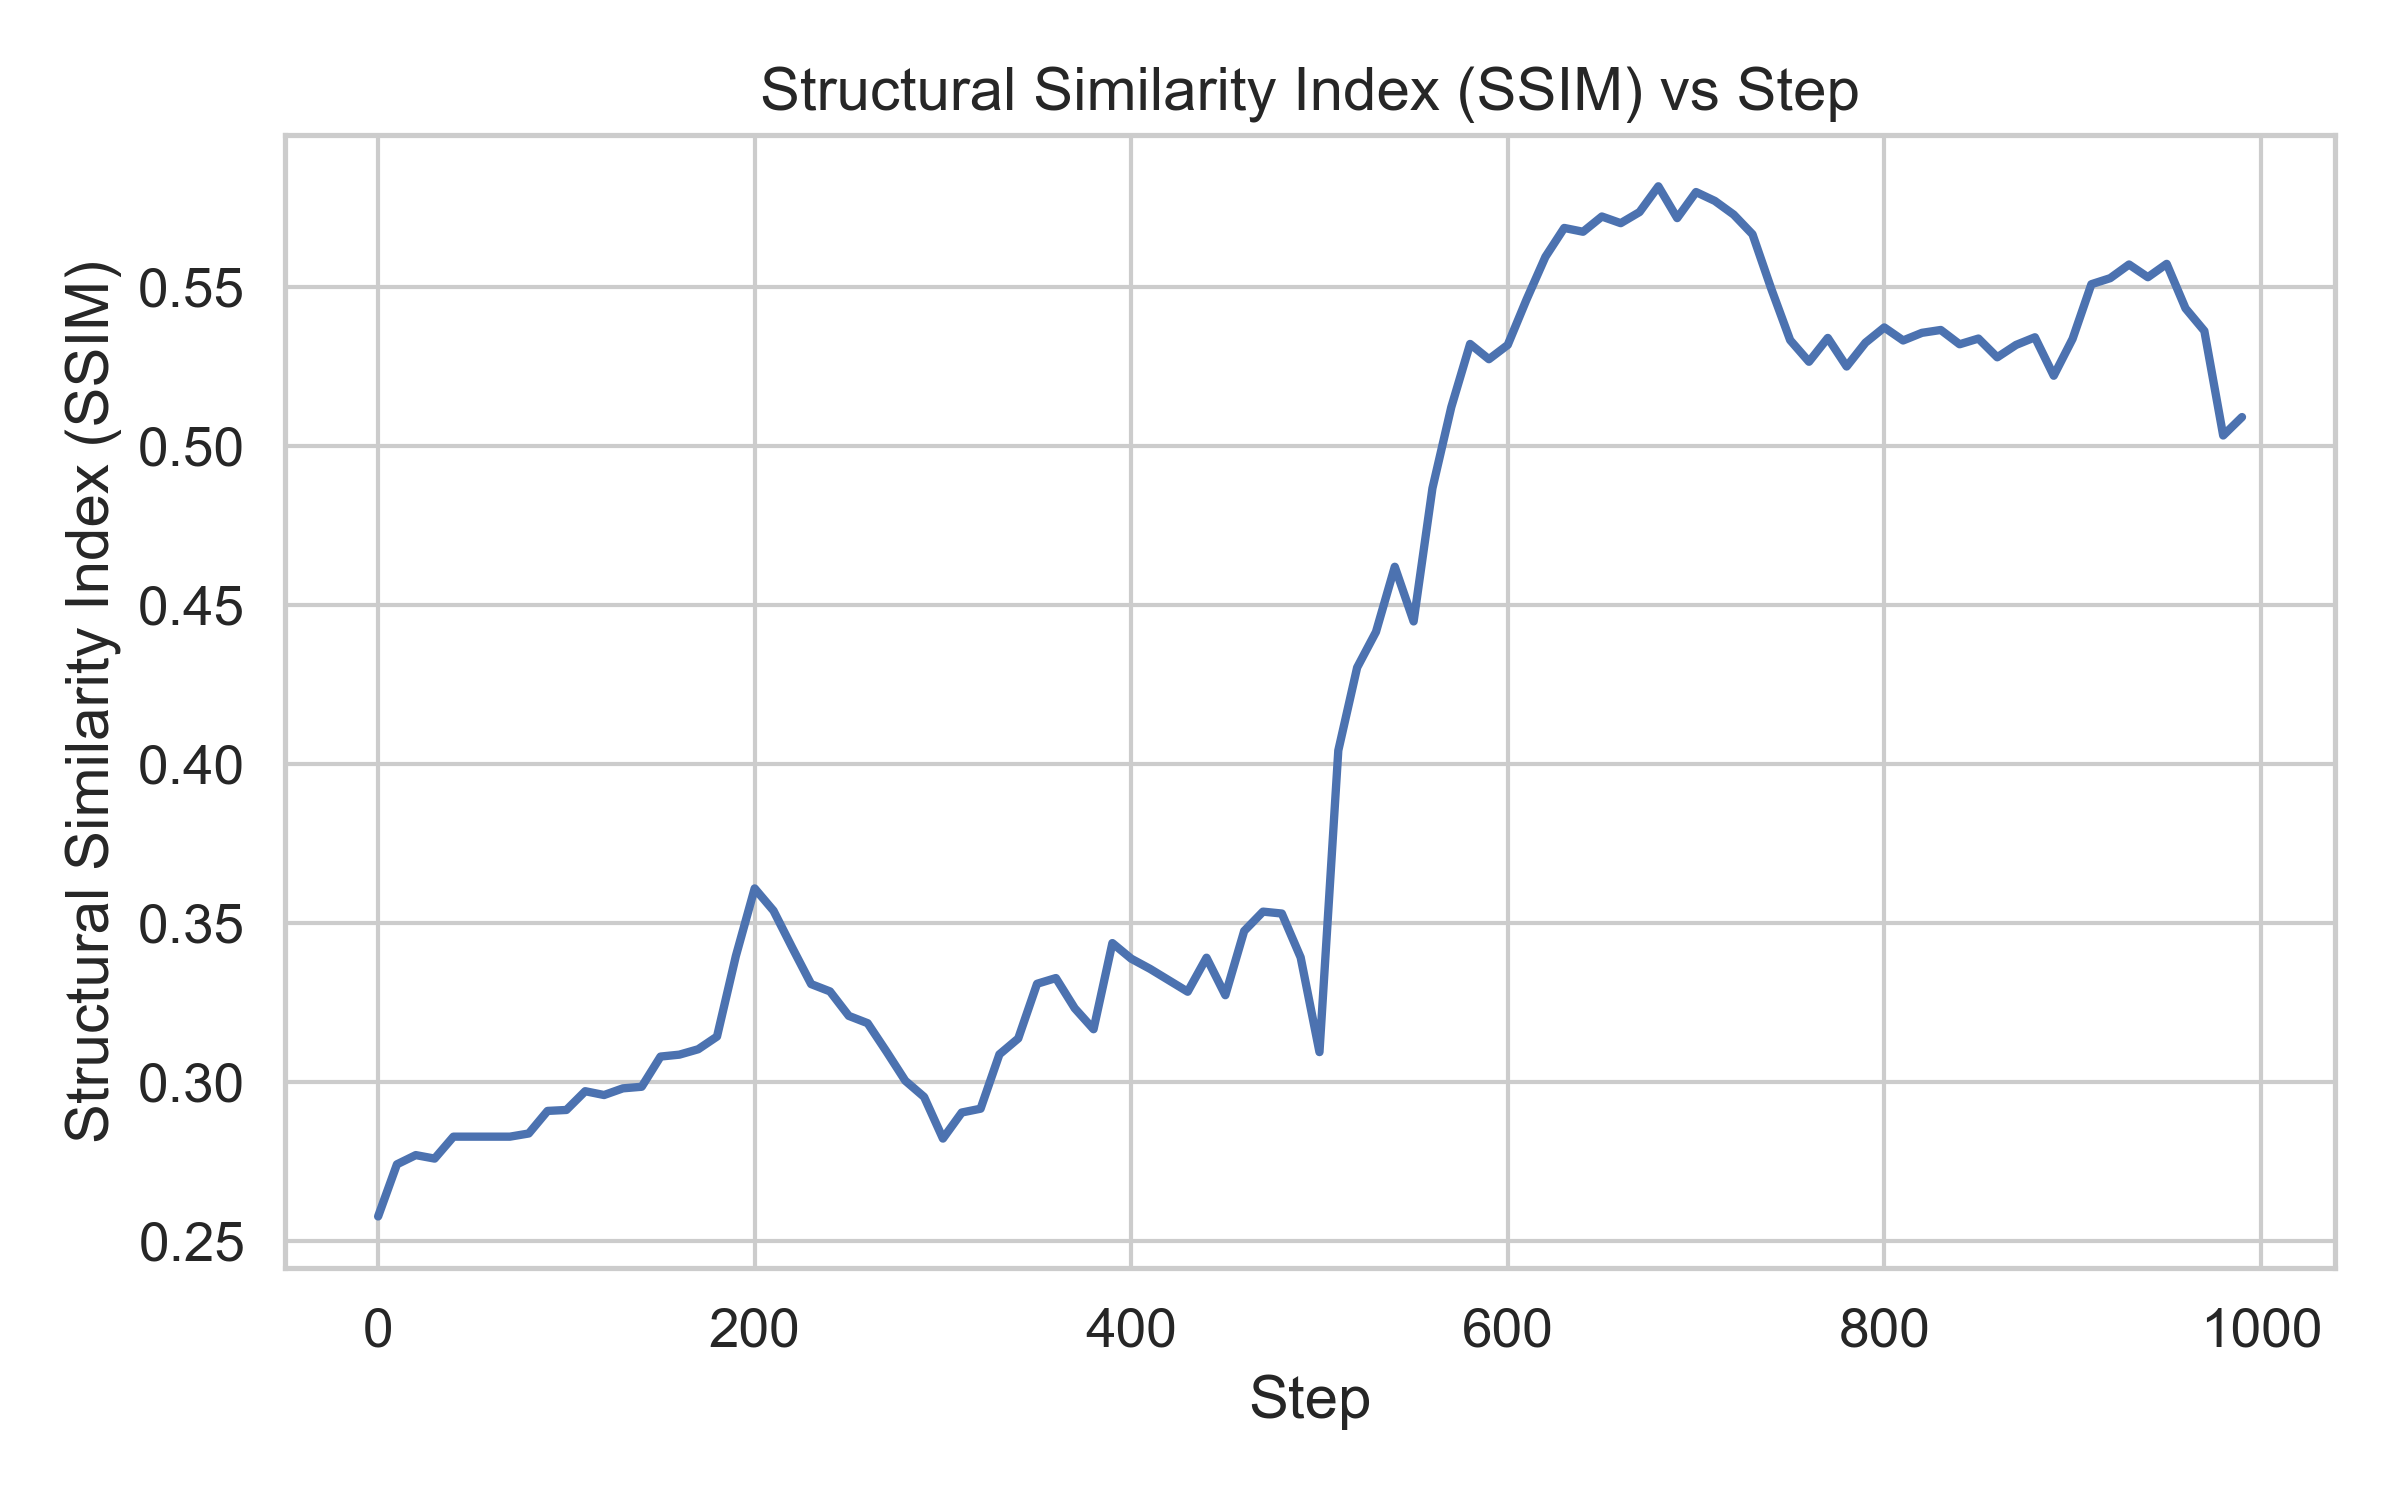 Structural Similarity Index (SSIM) vs Step
Structural Similarity Index (SSIM)
0.55
0.50
0.45
0.40
0.35
0.30
0.25
0 200 400 600 800 1000
Step